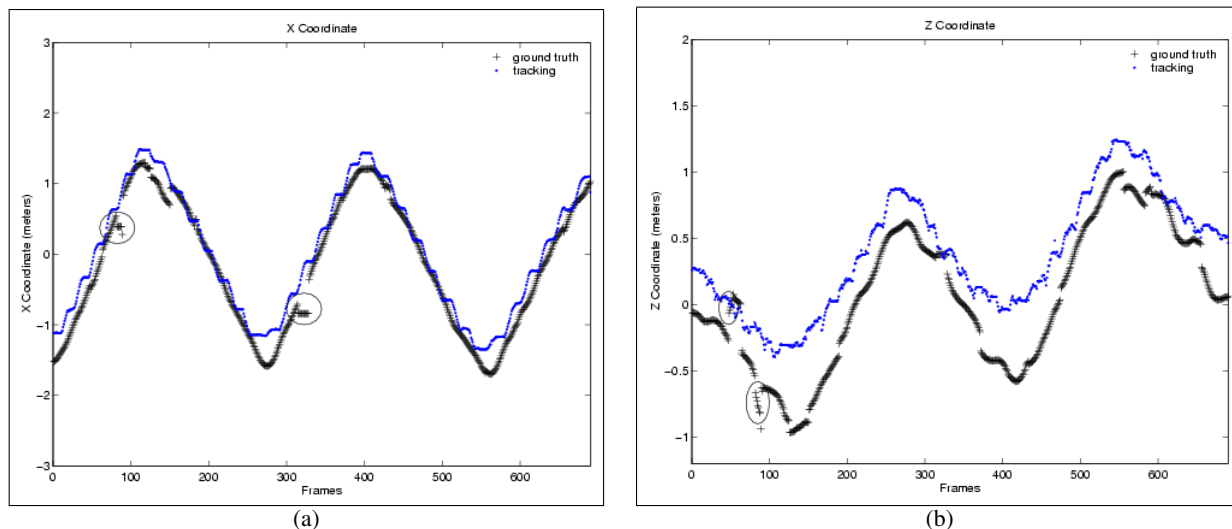 X Coordinate
3
2
1
0
−1
−2
−3
X Coordinate (meters)
+ ground truth
tracking
0 100 200 300 400 500 600
Frames
(a)
Z Coordinate
2
1.5
1
0.5
0
−0.5
−1
Z Coordinate (meters)
+ ground truth
tracking
0 100 200 300 400 500 600
Frames
(b)